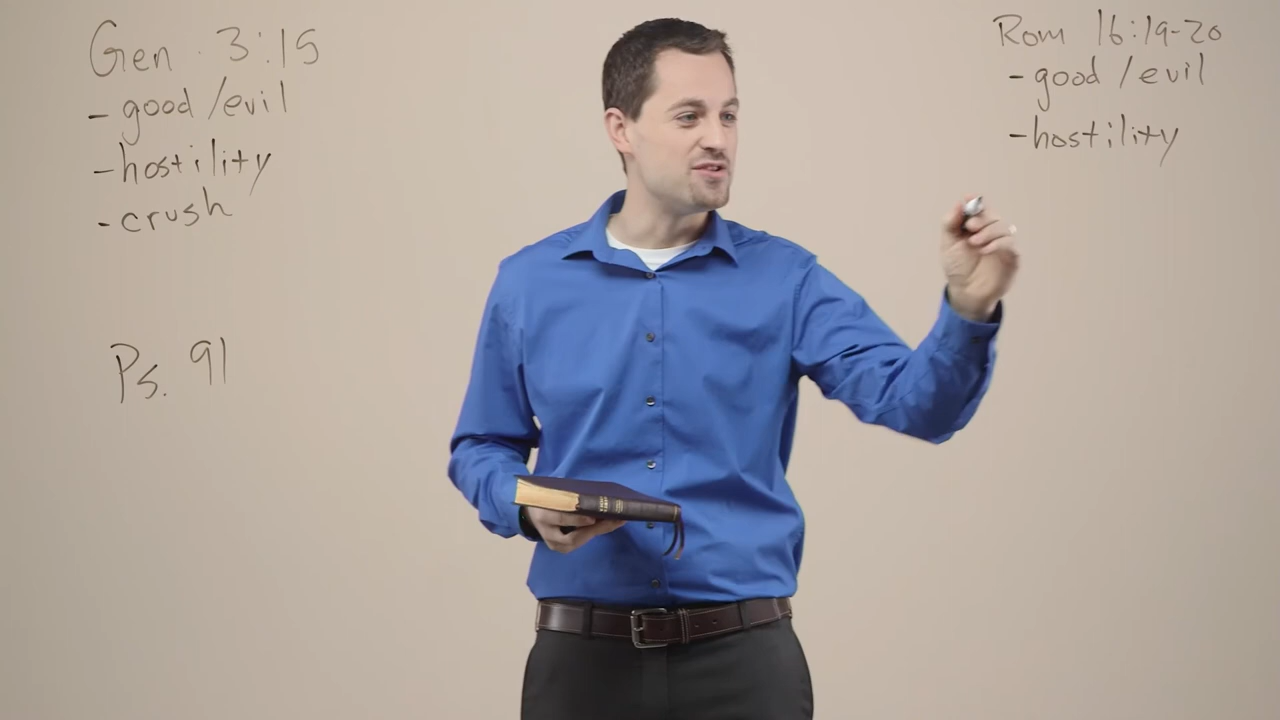 Gen 3:15
- good/evil
- hostility
- crush
Ps. 91
Rom 16:19-20
- good/evil
- hostility